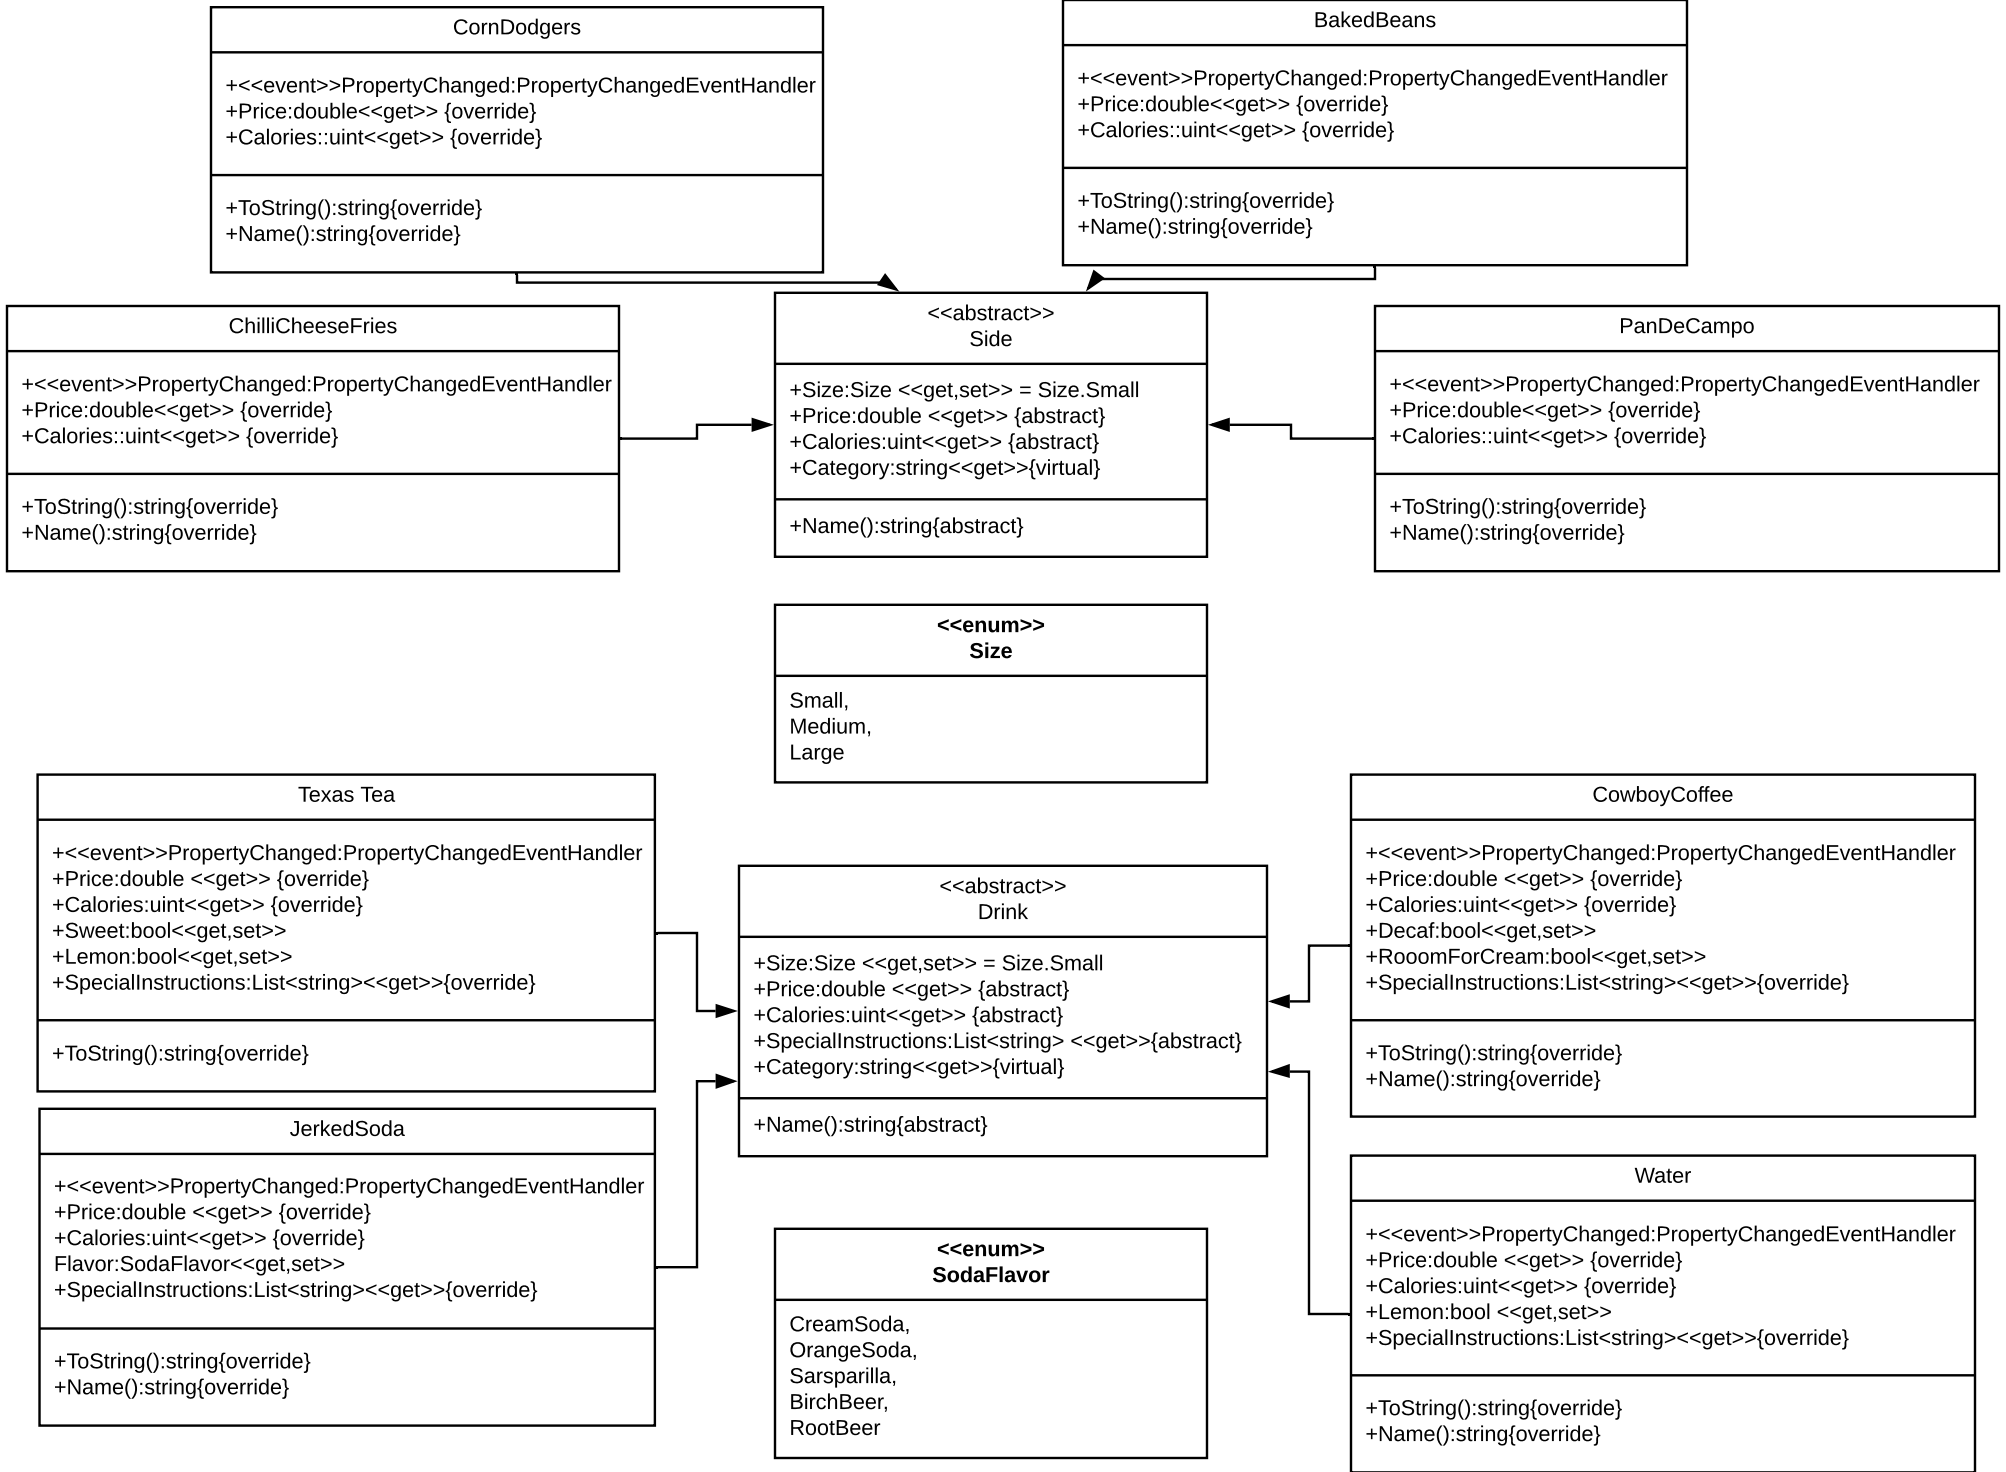 CornDodgers
+<<event>>PropertyChanged:PropertyChangedEventHandler
+Price:double<<get>> {override}
+Calories::uint<<get>> {override}
+ToString():string{override}
+Name():string{override}
BakedBeans
+<<event>>PropertyChanged:PropertyChangedEventHandler
+Price:double<<get>> {override}
+Calories::uint<<get>> {override}
+ToString():string{override}
+Name():string{override}
ChilliCheeseFries
+<<event>>PropertyChanged:PropertyChangedEventHandler
+Price:double<<get>> {override}
+Calories::uint<<get>> {override}
+ToString():string{override}
+Name():string{override}
<<abstract>>
Side
+Size:Size <<get,set>> = Size.Small
+Price:double <<get>> {abstract}
+Calories:uint<<get>> {abstract}
+Category:string<<get>>{virtual}
+Name():string{abstract}
PanDeCampo
+<<event>>PropertyChanged:PropertyChangedEventHandler
+Price:double<<get>> {override}
+Calories::uint<<get>> {override}
+ToString():string{override}
+Name():string{override}
<<enum>>
Size
Small,
Medium,
Large
Texas Tea
+<<event>>PropertyChanged:PropertyChangedEventHandler
+Price:double <<get>> {override}
+Calories:uint<<get>> {override}
+Sweet:bool<<get,set>>
+Lemon:bool<<get,set>>
+SpecialInstructions:List<string><<get>>{override}
+ToString():string{override}
<<abstract>>
Drink
+Size:Size <<get,set>> = Size.Small
+Price:double <<get>> {abstract}
+Calories:uint<<get>> {abstract}
+SpecialInstructions:List<string> <<get>>{abstract}
+Category:string<<get>>{virtual}
+Name():string{abstract}
CowboyCoffee
+<<event>>PropertyChanged:PropertyChangedEventHandler
+Price:double <<get>> {override}
+Calories:uint<<get>> {override}
+Decaf:bool<<get,set>>
+RooomForCream:bool<<get,set>>
+SpecialInstructions:List<string><<get>>{override}
+ToString():string{override}
+Name():string{override}
JerkedSoda
+<<event>>PropertyChanged:PropertyChangedEventHandler
+Price:double <<get>> {override}
+Calories:uint<<get>> {override}
Flavor:SodaFlavor<<get,set>>
+SpecialInstructions:List<string><<get>>{override}
+ToString():string{override}
+Name():string{override}
<<enum>>
SodaFlavor
CreamSoda,
OrangeSoda,
Sarsparilla,
BirchBeer,
RootBeer
Water
+<<event>>PropertyChanged:PropertyChangedEventHandler
+Price:double <<get>> {override}
+Calories:uint<<get>> {override}
+Lemon:bool <<get,set>>
+SpecialInstructions:List<string><<get>>{override}
+ToString():string{override}
+Name():string{override}